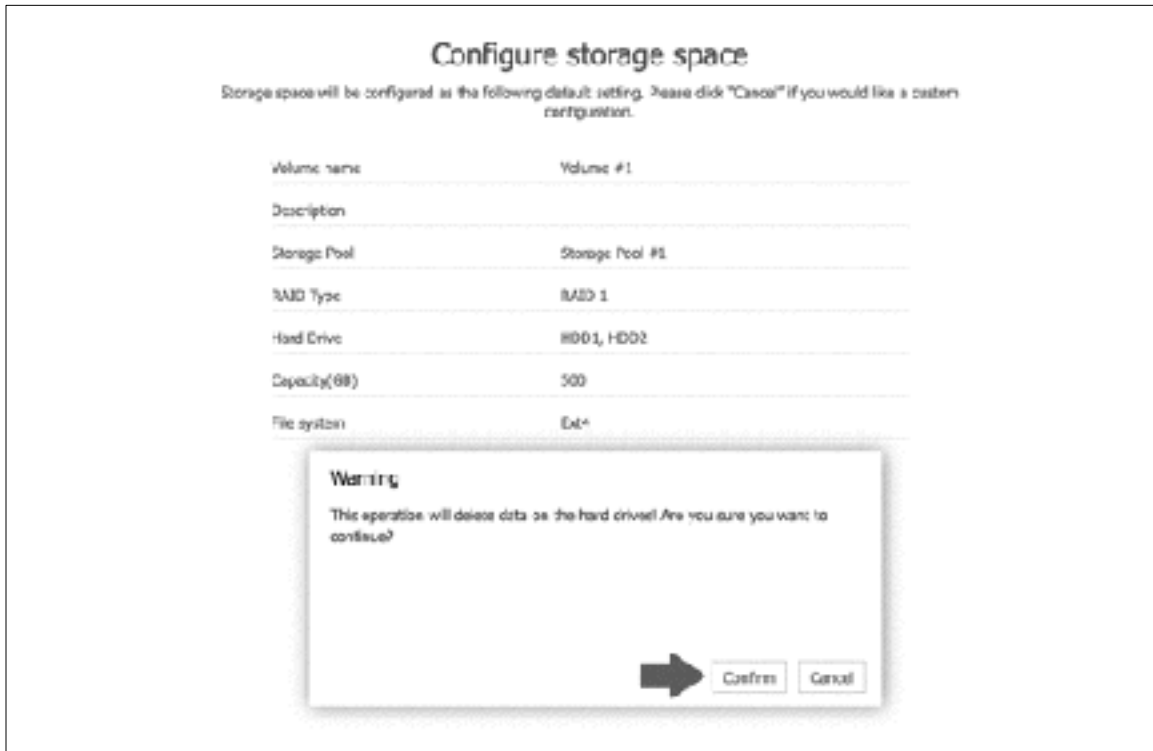 Configure storage space
Storage space will be configured as the following default setting. Please click "Cancel" if you would like a custom
configuration.
Volume name Volume #1
Description
Storage Pool Storage Pool #1
RAID Type RAID 1
Hard Drive HDD1, HDD2
Capacity(GB) 500
File system Ext4
Warning
This operation will delete data on the hard drives! Are you sure you want to
continue?
Confirm Cancel